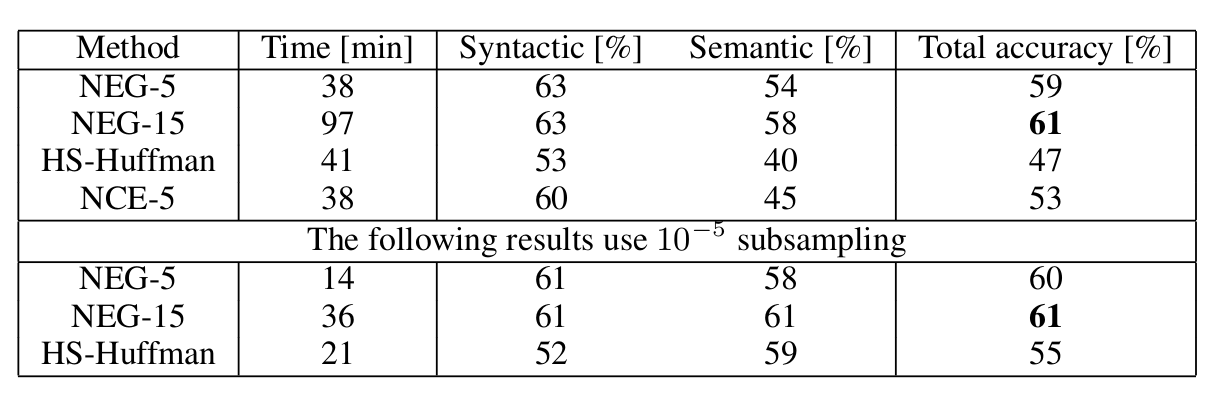 Method Time [min] Syntactic [%] Semantic [%] Total accuracy [%]
NEG-5 38 63 54 59
NEG-15 97 63 58 61
HS-Huffman 41 53 40 47
NCE-5 38 60 45 53
The following results use 10⁻⁵ subsampling
NEG-5 14 61 58 60
NEG-15 36 61 61 61
HS-Huffman 21 52 59 55